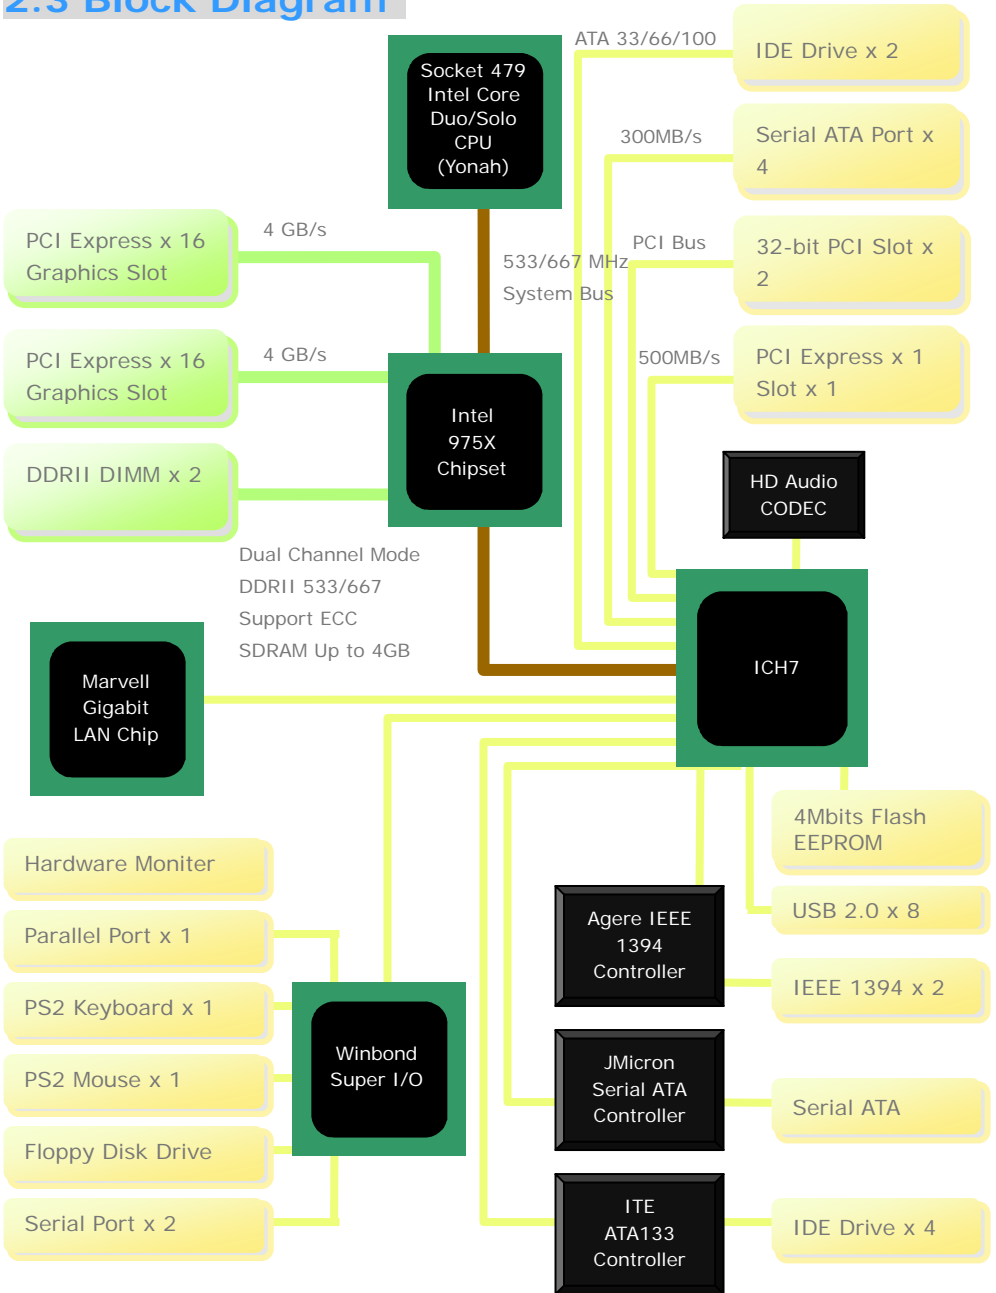 2.3 Block Diagram
ATA 33/66/100
IDE Drive x 2
Socket 479
Intel Core
Duo/Solo
CPU
(Yonah)
300MB/s
Serial ATA Port x
4
PCI Express x 16
Graphics Slot
4 GB/s
533/667 MHz
System Bus
PCI Bus
32-bit PCI Slot x
2
PCI Express x 16
Graphics Slot
4 GB/s
500MB/s
PCI Express x 1
Slot x 1
Intel
975X
Chipset
DDRII DIMM x 2
HD Audio
CODEC
Dual Channel Mode
DDRII 533/667
Support ECC
SDRAM Up to 4GB
ICH7
Marvell
Gigabit
LAN Chip
4Mbits Flash
EEPROM
Hardware Moniter
Parallel Port x 1
PS2 Keyboard x 1
PS2 Mouse x 1
Floppy Disk Drive
Serial Port x 2
Winbond
Super I/O
Agere IEEE
1394
Controller
USB 2.0 x 8
IEEE 1394 x 2
JMicron
Serial ATA
Controller
Serial ATA
ITE
ATA133
Controller
IDE Drive x 4